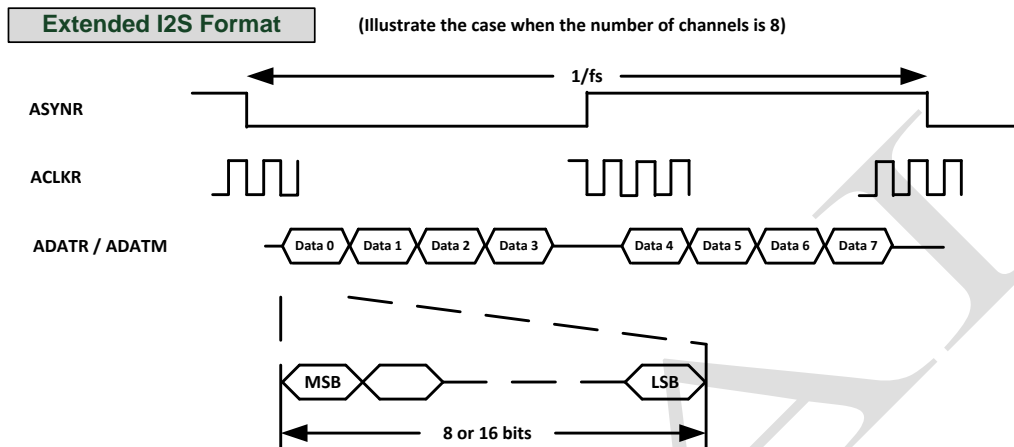 Extended I2S Format
(Illustrate the case when the number of channels is 8)
1/fs
ASYNR
ACLKR
ADATR / ADATM
Data 0 Data 1 Data 2 Data 3 Data 4 Data 5 Data 6 Data 7
MSB LSB
8 or 16 bits